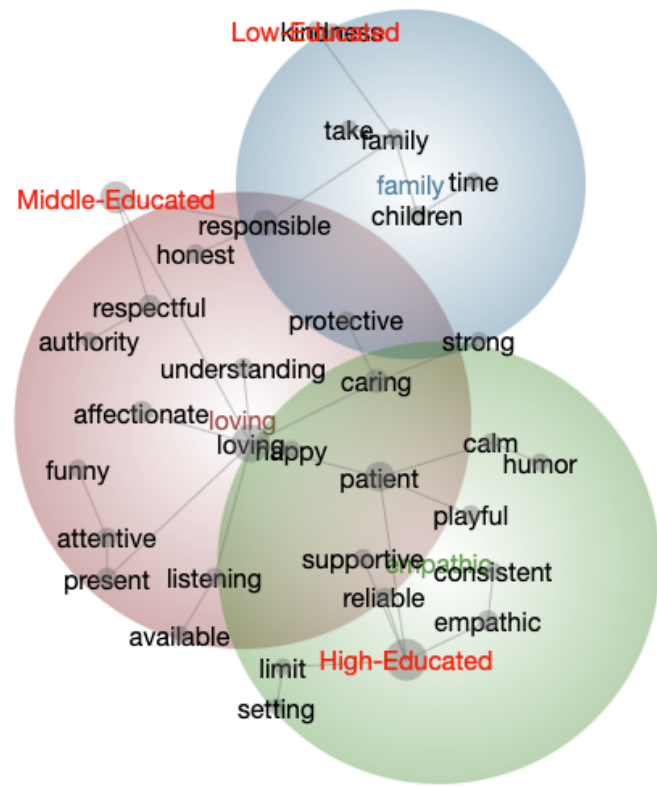 Low-Educated
kindness
take
family
family
time
children
Middle-Educated
responsible
honest
respectful
protective
authority
strong
understanding
caring
affectionate
loving
loving
happy
calm
humor
funny
patient
playful
attentive
supportive
empathic
consistent
present
listening
reliable
empathic
available
limit
High-Educated
setting